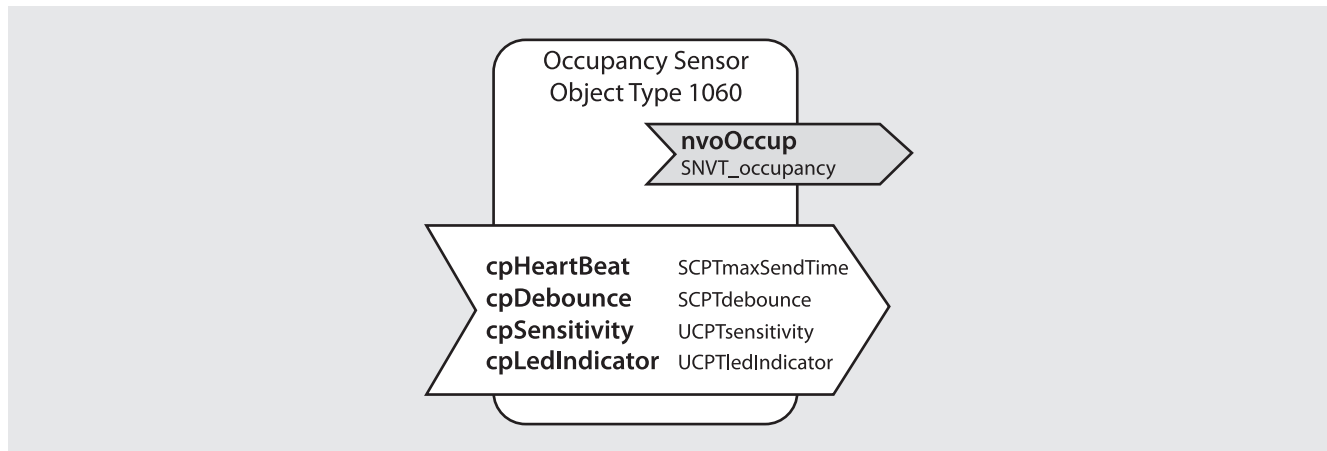 Occupancy Sensor
Object Type 1060
nvoOccup
SNVT_occupancy
cpHeartBeat SCPTmaxSendTime
cpDebounce SCPTdebounce
cpSensitivity UCPTsensitivity
cpLedIndicator UCPTledIndicator